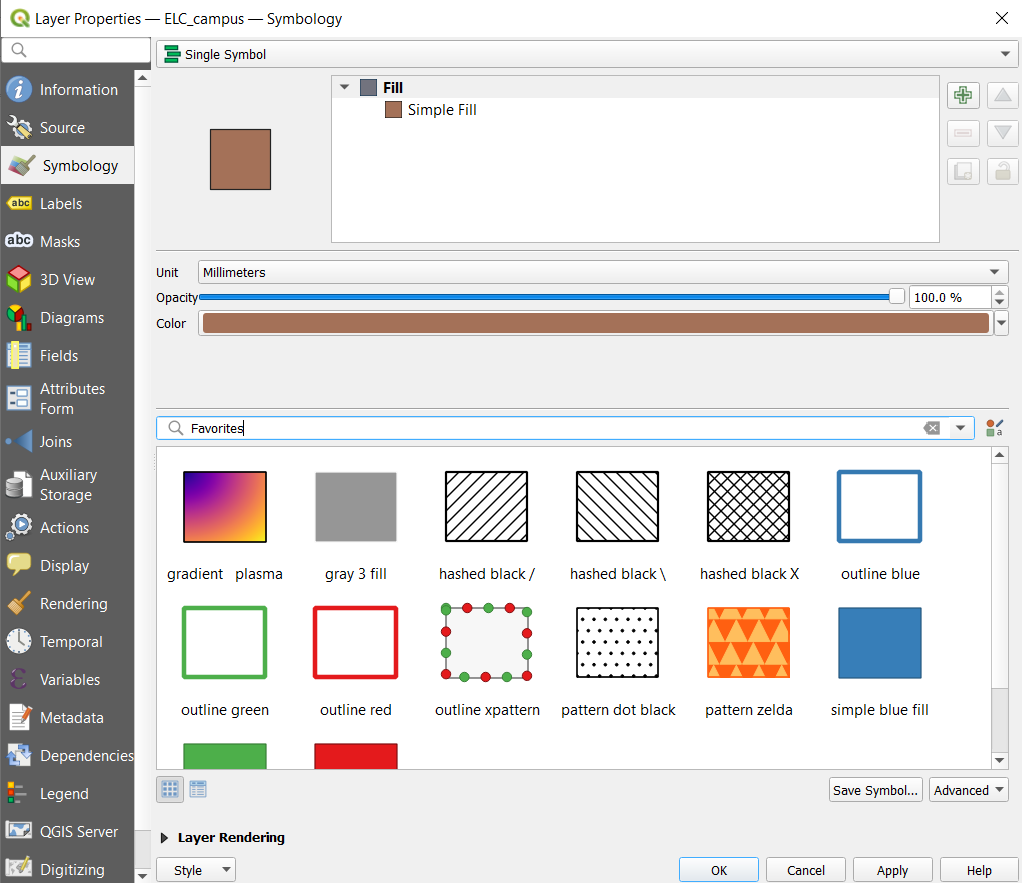 Layer Properties — ELC_campus — Symbology
Single Symbol
Information
Source
Symbology
abc Labels
abc Masks
3D View
Diagrams
Fields
Attributes
Form
Joins
Auxiliary
Storage
Actions
Display
Rendering
Temporal
Variables
Metadata
Dependencies
Legend
QGIS Server
Digitizing
Fill
Simple Fill
Unit Millimeters
Opacity 100.0 %
Color
Favorites
gradient plasma gray 3 fill hashed black / hashed black \ hashed black X outline blue
outline green outline red outline xpattern pattern dot black pattern zelda simple blue fill
Save Symbol... Advanced
Layer Rendering
Style OK Cancel Apply Help